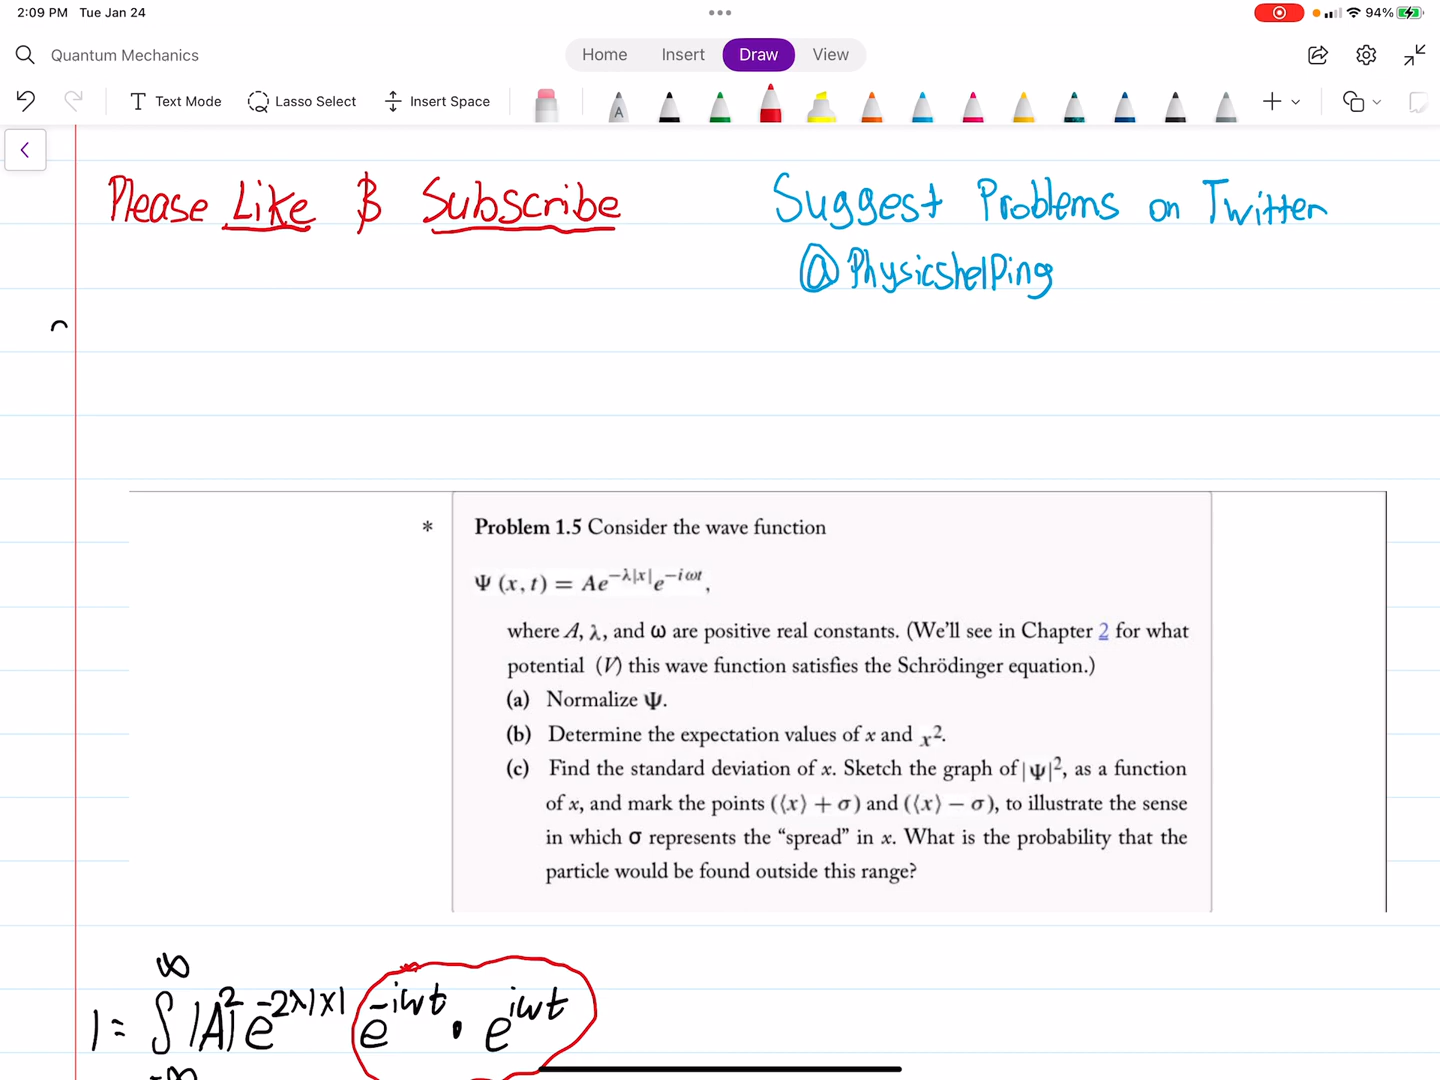 2:09 PM Tue Jan 24
94%
Quantum Mechanics
Home Insert Draw View
Text Mode Lasso Select Insert Space
Please Like & Subscribe
Suggest Problems on Twitter
@Physicshelping
* Problem 1.5 Consider the wave function
Ψ (x, t) = Ae^{−λ|x|}e^{−iωt},
where A, λ, and ω are positive real constants. (We'll see in Chapter 2 for what
potential (V) this wave function satisfies the Schrödinger equation.)
(a) Normalize Ψ.
(b) Determine the expectation values of x and x².
(c) Find the standard deviation of x. Sketch the graph of |Ψ|², as a function
of x, and mark the points (⟨x⟩ + σ) and (⟨x⟩ − σ), to illustrate the sense
in which σ represents the “spread” in x. What is the probability that the
particle would be found outside this range?
1 = ∫_{-∞}^{∞} |A|² e^{-2λ|x|} e^{-iωt} · e^{iωt}